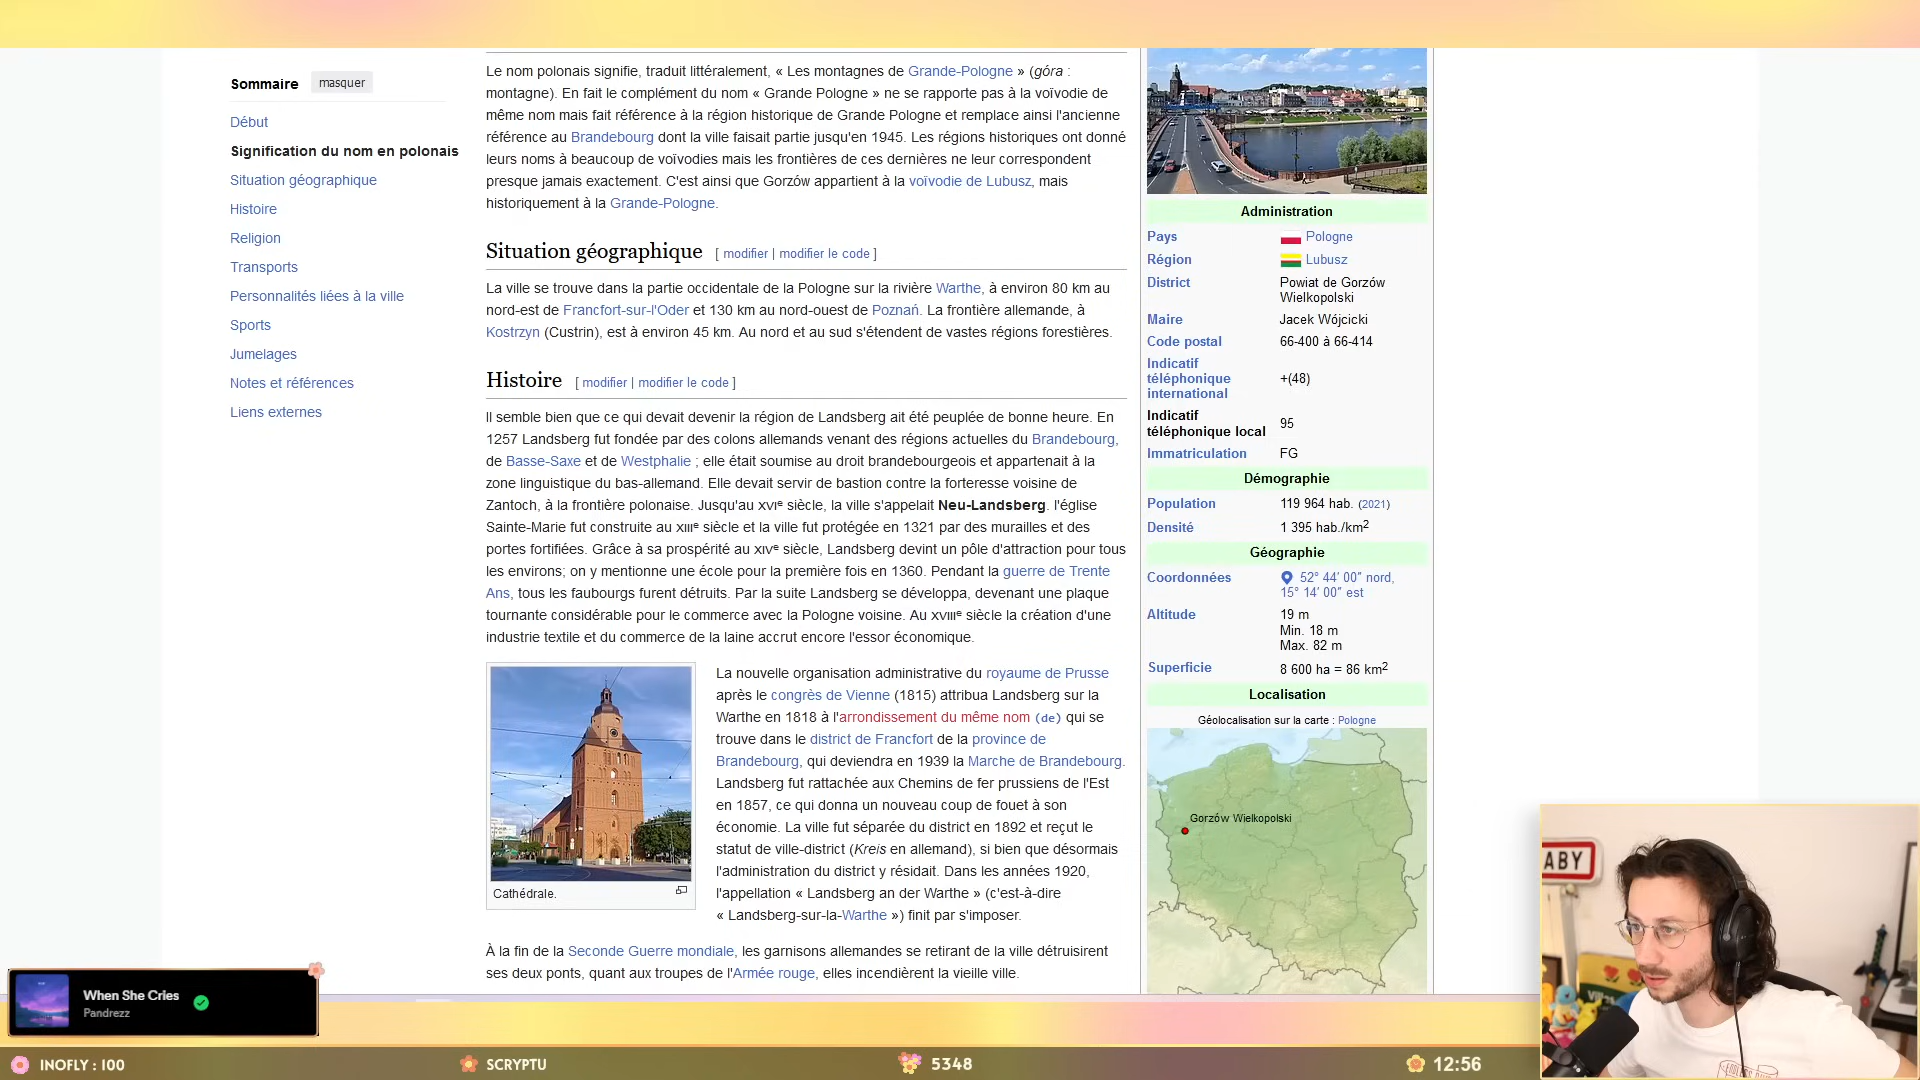 Sommaire masquer
Début
Signification du nom en polonais
Situation géographique
Histoire
Religion
Transports
Personnalités liées à la ville
Sports
Jumelages
Notes et références
Liens externes
Le nom polonais signifie, traduit littéralement, « Les montagnes de Grande-Pologne » (góra :
montagne). En fait le complément du nom « Grande Pologne » ne se rapporte pas à la voïvodie de
même nom mais fait référence à la région historique de Grande Pologne et remplace ainsi l'ancienne
référence au Brandebourg dont la ville faisait partie jusqu'en 1945. Les régions historiques ont donné
leurs noms à beaucoup de voïvodies mais les frontières de ces dernières ne leur correspondent
presque jamais exactement. C'est ainsi que Gorzów appartient à la voïvodie de Lubusz, mais
historiquement à la Grande-Pologne.
Situation géographique [ modifier | modifier le code ]
La ville se trouve dans la partie occidentale de la Pologne sur la rivière Warthe, à environ 80 km au
nord-est de Francfort-sur-l'Oder et 130 km au nord-ouest de Poznań. La frontière allemande, à
Kostrzyn (Custrin), est à environ 45 km. Au nord et au sud s'étendent de vastes régions forestières.
Histoire [ modifier | modifier le code ]
Il semble bien que ce qui devait devenir la région de Landsberg ait été peuplée de bonne heure. En
1257 Landsberg fut fondée par des colons allemands venant des régions actuelles du Brandebourg,
de Basse-Saxe et de Westphalie ; elle était soumise au droit brandebourgeois et appartenait à la
zone linguistique du bas-allemand. Elle devait servir de bastion contre la forteresse voisine de
Zantoch, à la frontière polonaise. Jusqu'au XVIe siècle, la ville s'appelait Neu-Landsberg. l'église
Sainte-Marie fut construite au XIIIe siècle et la ville fut protégée en 1321 par des murailles et des
portes fortifiées. Grâce à sa prospérité au XIVe siècle, Landsberg devint un pôle d'attraction pour tous
les environs; on y mentionne une école pour la première fois en 1360. Pendant la guerre de Trente
Ans, tous les faubourgs furent détruits. Par la suite Landsberg se développa, devenant une plaque
tournante considérable pour le commerce avec la Pologne voisine. Au XVIIIe siècle la création d'une
industrie textile et du commerce de la laine accrut encore l'essor économique.
La nouvelle organisation administrative du royaume de Prusse
après le congrès de Vienne (1815) attribua Landsberg sur la
Warthe en 1818 à l'arrondissement du même nom (de) qui se
trouve dans le district de Francfort de la province de
Brandebourg, qui deviendra en 1939 la Marche de Brandebourg.
Landsberg fut rattachée aux Chemins de fer prussiens de l'Est
en 1857, ce qui donna un nouveau coup de fouet à son
économie. La ville fut séparée du district en 1892 et reçut le
statut de ville-district (Kreis en allemand), si bien que désormais
l'administration du district y résidait. Dans les années 1920,
l'appellation « Landsberg an der Warthe » (c'est-à-dire
« Landsberg-sur-la-Warthe ») finit par s'imposer.
Cathédrale.
À la fin de la Seconde Guerre mondiale, les garnisons allemandes se retirant de la ville détruisirent
ses deux ponts, quant aux troupes de l'Armée rouge, elles incendièrent la vieille ville.
Administration
Pays Pologne
Région Lubusz
District Powiat de Gorzów
Wielkopolski
Maire Jacek Wójcicki
Code postal 66-400 à 66-414
Indicatif
téléphonique +(48)
international
Indicatif
téléphonique local 95
Immatriculation FG
Démographie
Population 119 964 hab. (2021)
Densité 1 395 hab./km2
Géographie
Coordonnées 52° 44′ 00″ nord,
15° 14′ 00″ est
Altitude 19 m
Min. 18 m
Max. 82 m
Superficie 8 600 ha = 86 km2
Localisation
Géolocalisation sur la carte : Pologne
Gorzów Wielkopolski
ABY
When She Cries
Pandrezz
INOFLY : 100
SCRYPTU
5348
12:56